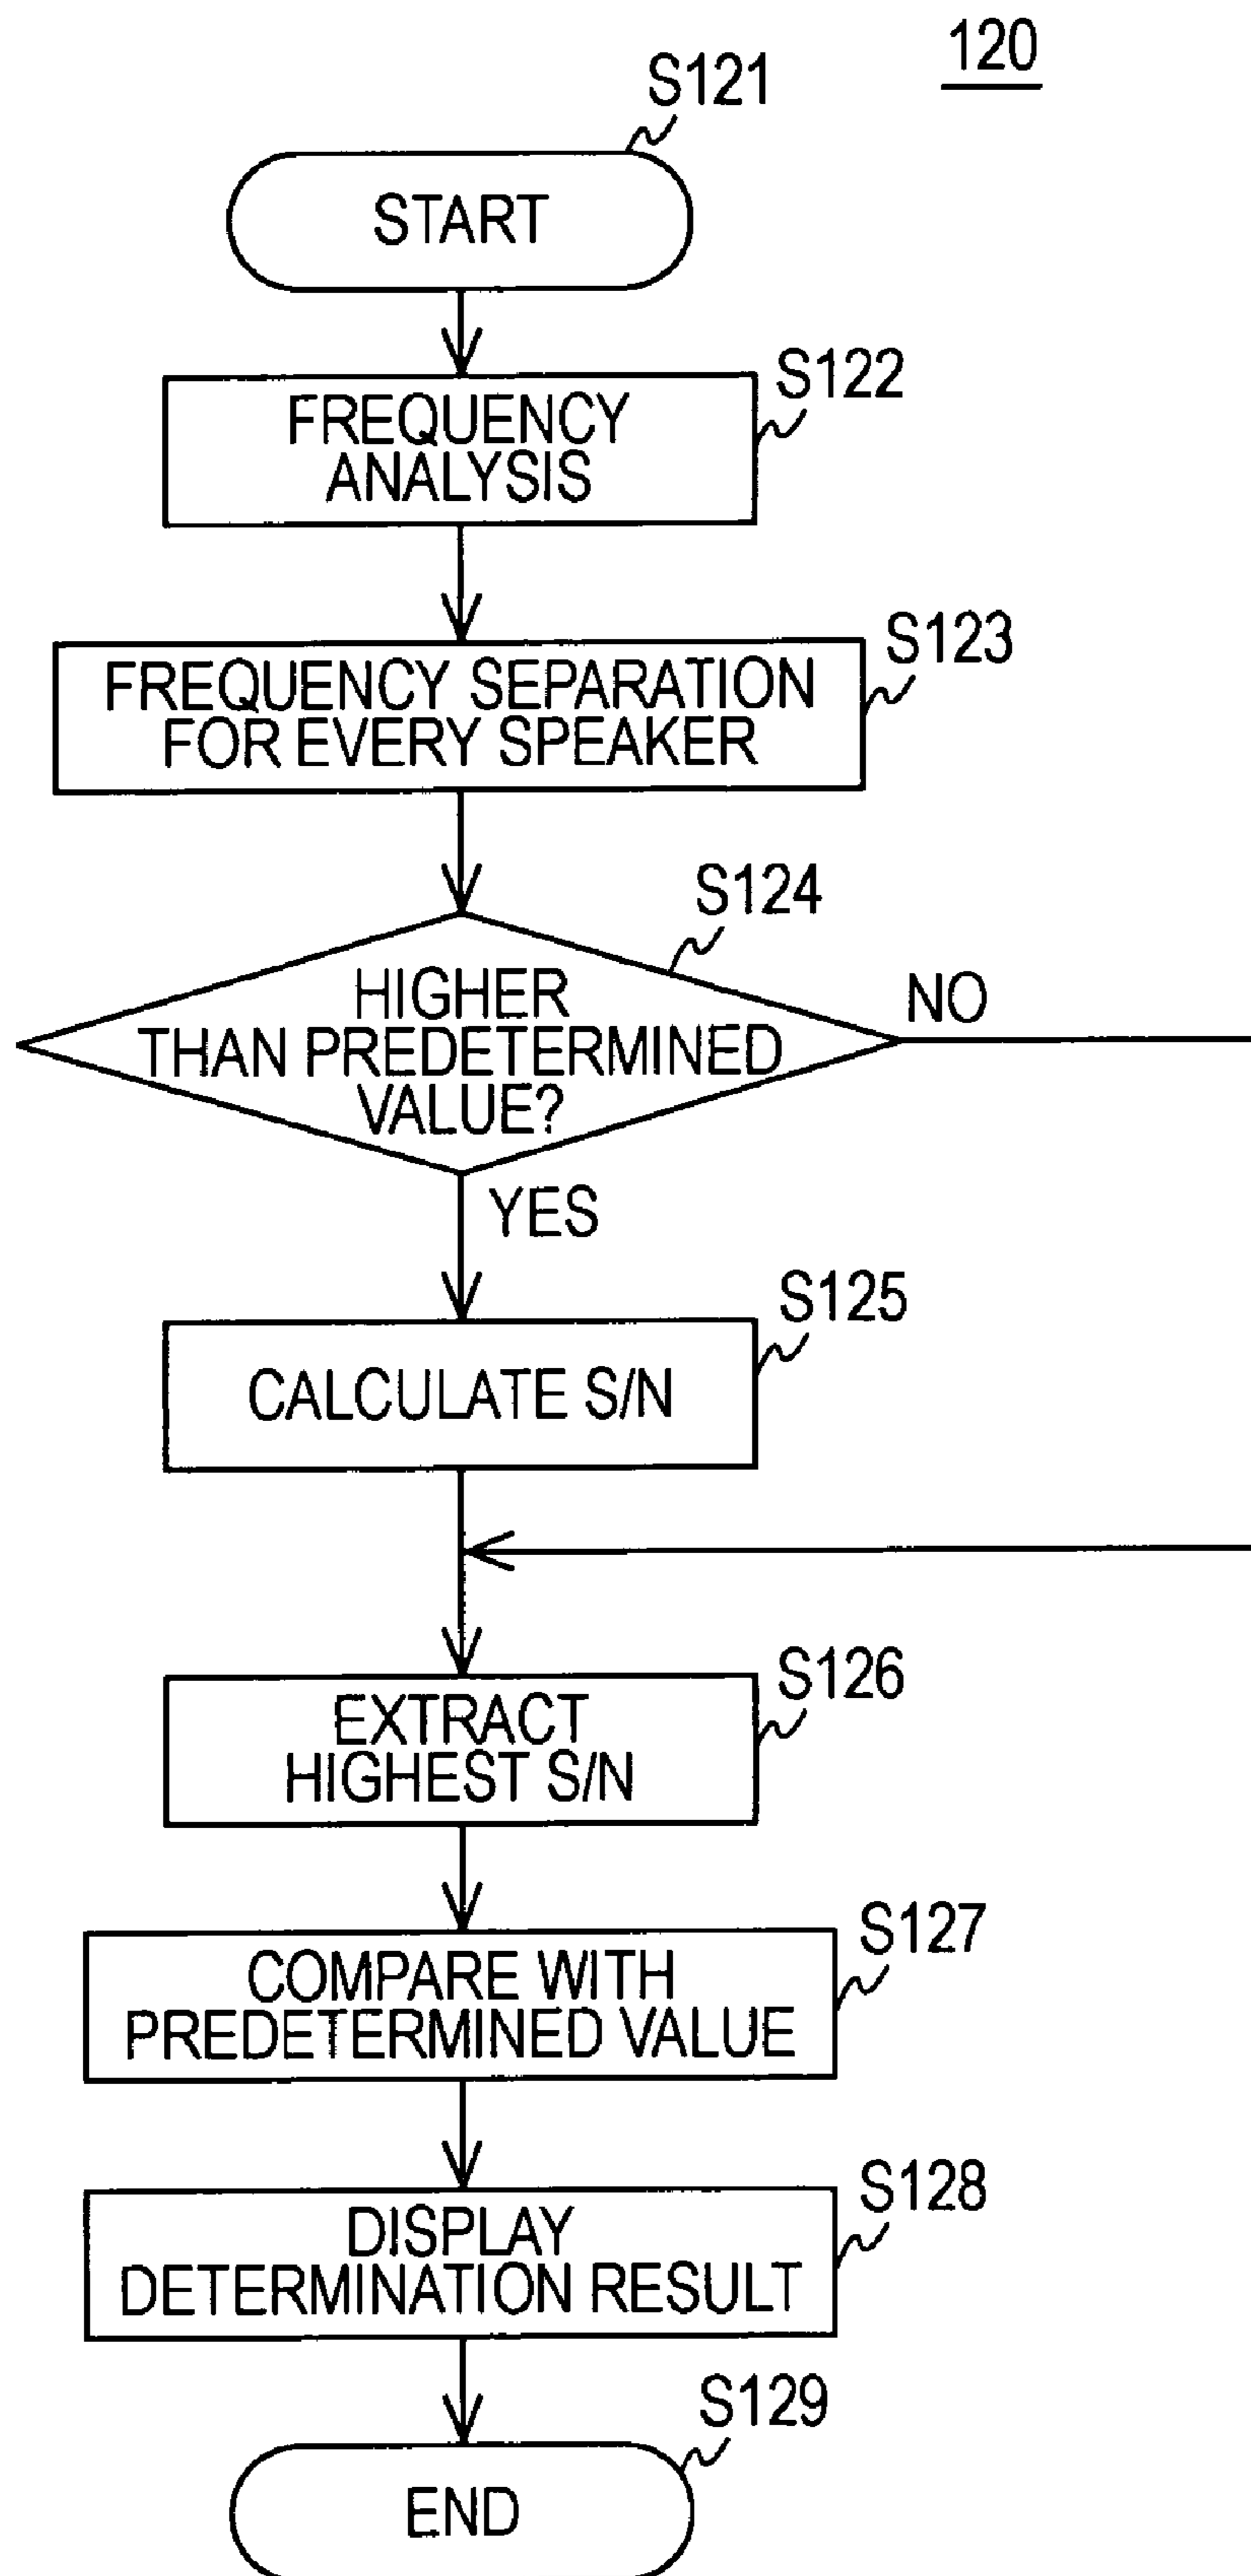 120
S121
START
S122
FREQUENCY
ANALYSIS
S123
FREQUENCY SEPARATION
FOR EVERY SPEAKER
S124
HIGHER
THAN PREDETERMINED
VALUE?
NO
YES
S125
CALCULATE S/N
S126
EXTRACT
HIGHEST S/N
S127
COMPARE WITH
PREDETERMINED VALUE
S128
DISPLAY
DETERMINATION RESULT
S129
END